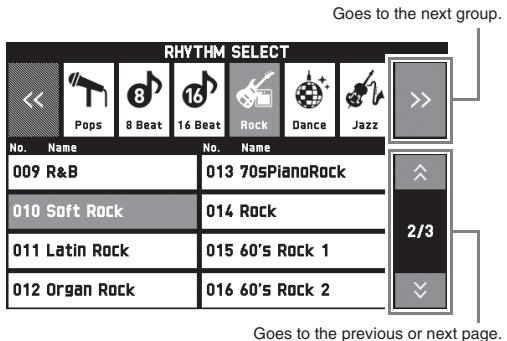 Goes to the next group.
RHYTHM SELECT
<< 8 16 >>
Pops 8 Beat 16 Beat Rock Dance Jazz
No. Name No. Name
009 R&B 013 70sPianoRock
010 Soft Rock 014 Rock
2/3
011 Latin Rock 015 60's Rock 1
012 Organ Rock 016 60's Rock 2
Goes to the previous or next page.